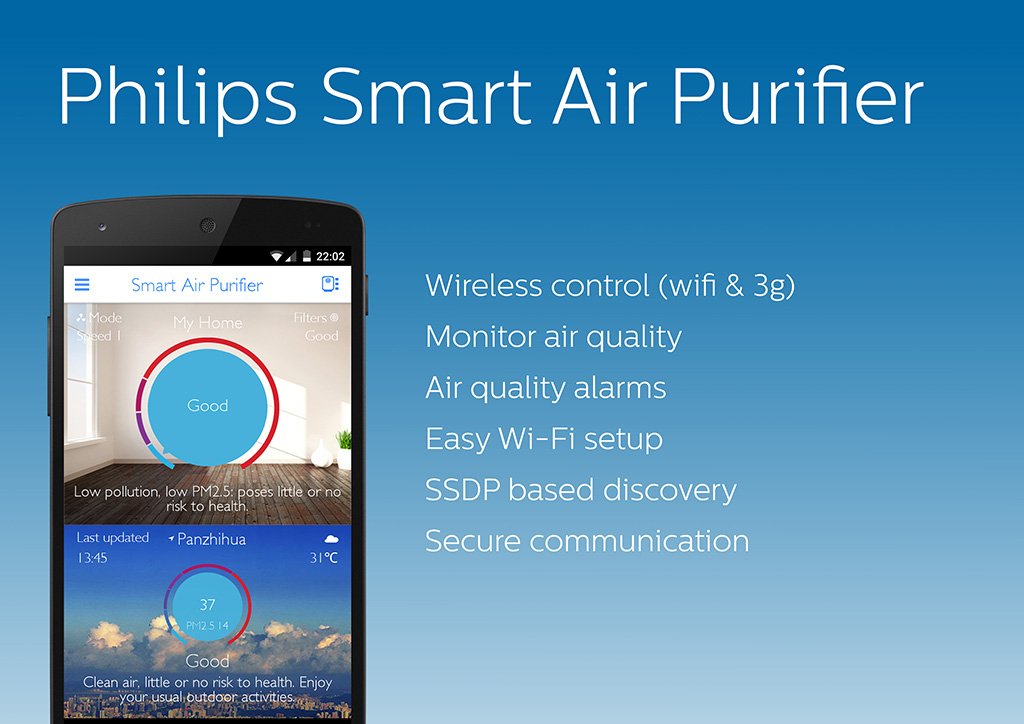 Philips Smart Air Purifier
22:02
Smart Air Purifier
Mode
Speed 1
My Home
Filters
Good
Good
Low pollution, low PM2.5: poses little or no
risk to health.
Last updated
13:45
Panzhihua
31°C
37
PM2.5 14
Good
Clean air, little or no risk to health. Enjoy
your usual outdoor activities.
Wireless control (wifi & 3g)
Monitor air quality
Air quality alarms
Easy Wi-Fi setup
SSDP based discovery
Secure communication